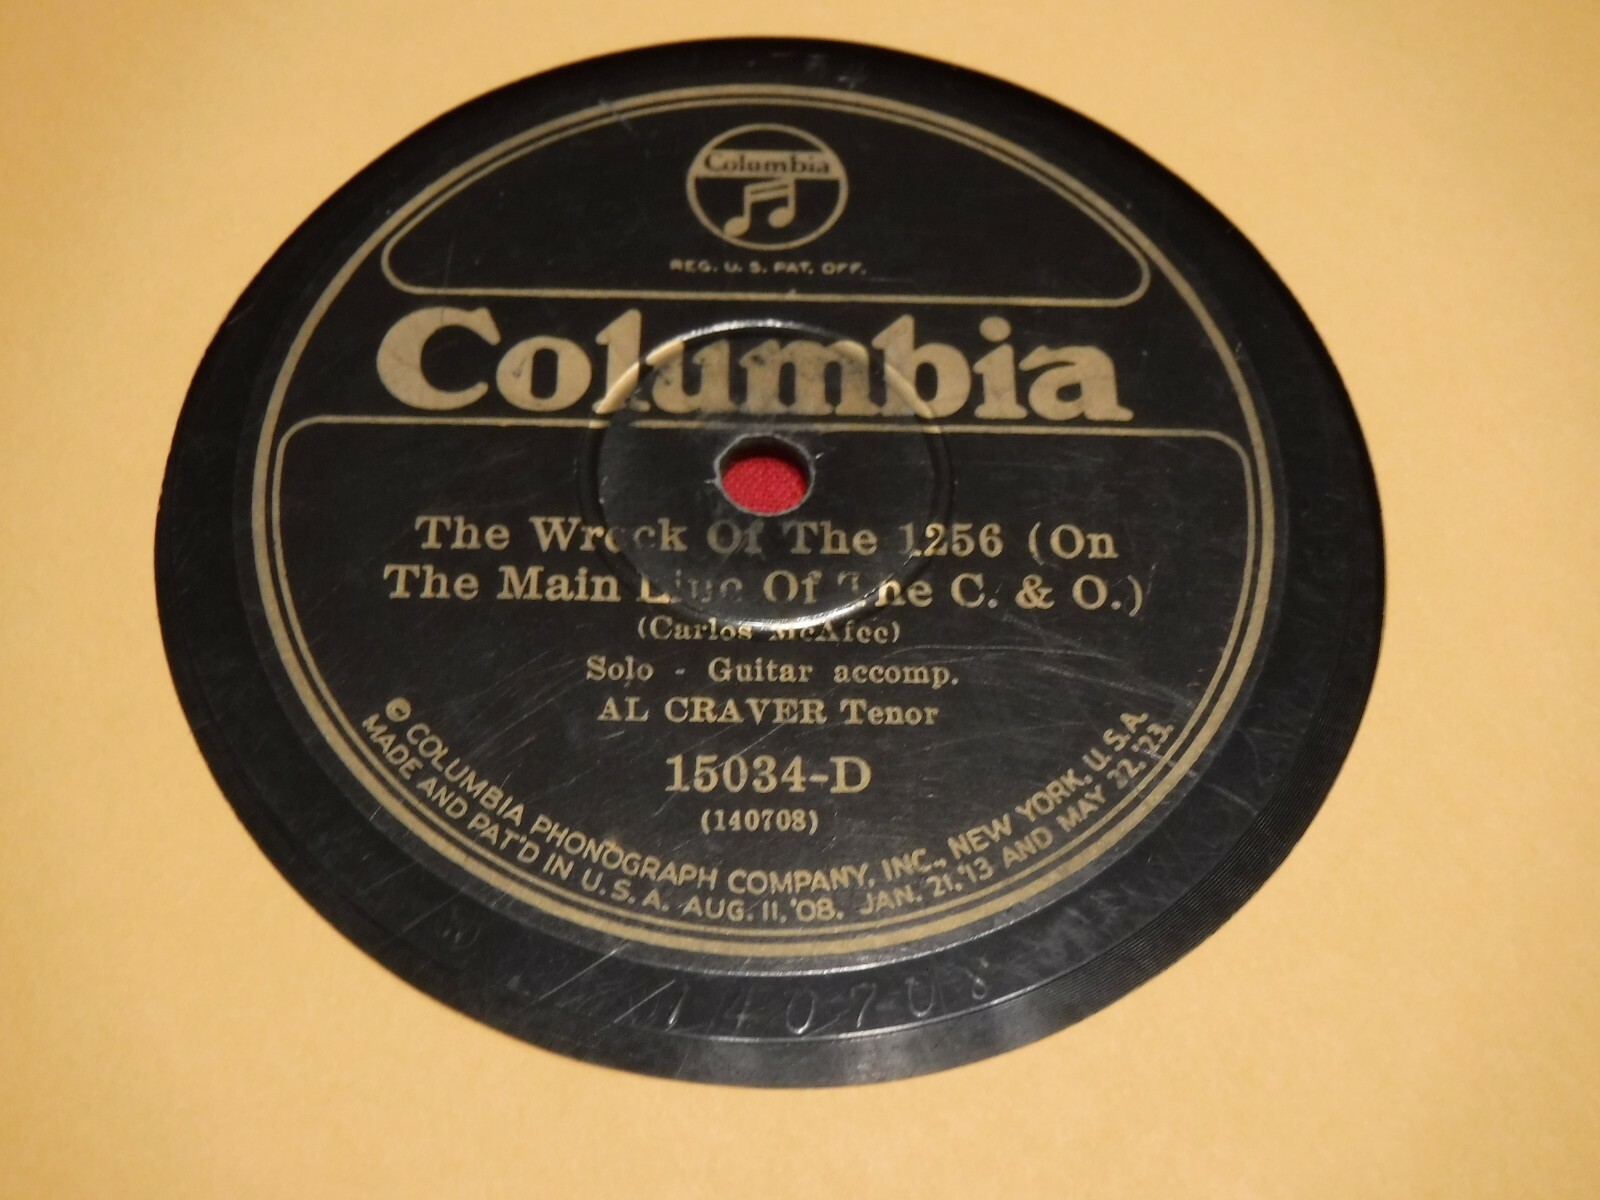 Columbia
REG. U. S. PAT. OFF.
Columbia
The Wreck Of The 1256 (On
The Main Line Of The C. & O.)
(Carlos McAfee)
Solo - Guitar accomp.
AL CRAVER Tenor
15034-D
(140708)
© COLUMBIA PHONOGRAPH COMPANY, INC., NEW YORK, U. S. A.
MADE AND PAT'D IN U. S. A. AUG. 11, '08. JAN. 21, '13 AND MAY 22, '23.
140708